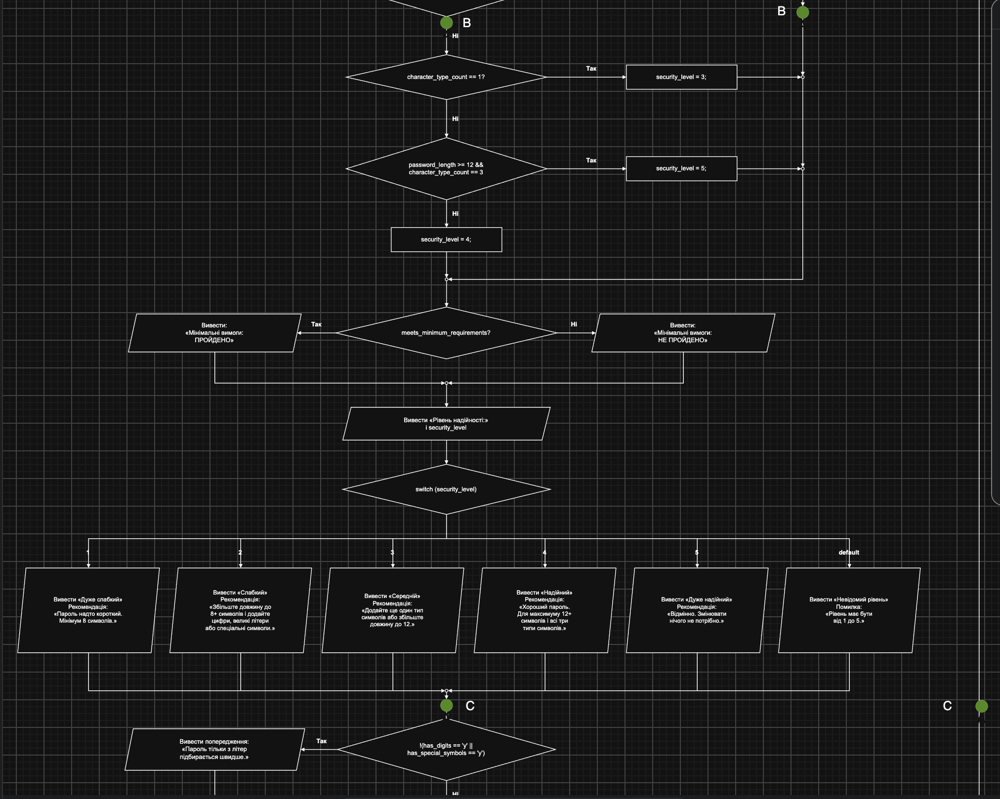 B
B
Ні
character_type_count == 1?
Так
security_level = 3;
Ні
password_length >= 12 &&
character_type_count == 3
Так
security_level = 5;
Ні
security_level = 4;
Вивести:
«Мінімальні вимоги:
ПРОЙДЕНО»
Так
meets_minimum_requirements?
Ні
Вивести:
«Мінімальні вимоги:
НЕ ПРОЙДЕНО»
Вивести «Рівень надійності:»
і security_level
switch (security_level)
1
2
3
4
5
default
Вивести «Дуже слабкий»
Рекомендація:
«Пароль надто короткий.
Мінімум 8 символів.»
Вивести «Слабкий»
Рекомендація:
«Збільште довжину до
8+ символів і додайте
цифри, великі літери
або спеціальні символи.»
Вивести «Середній»
Рекомендація:
«Додайте ще один тип
символів або збільште
довжину до 12.»
Вивести «Надійний»
Рекомендація:
«Хороший пароль.
Для максимуму 12+
символів і всі три
типи символів.»
Вивести «Дуже надійний»
Рекомендація:
«Відмінно. Змінювати
нічого не потрібно.»
Вивести «Невідомий рівень»
Помилка:
«Рівень має бути
від 1 до 5.»
C
C
Вивести попередження:
«Пароль тільки з літер
підбирається швидше.»
Так
!(has_digits == 'y' ||
has_special_symbols == 'y')
Ні